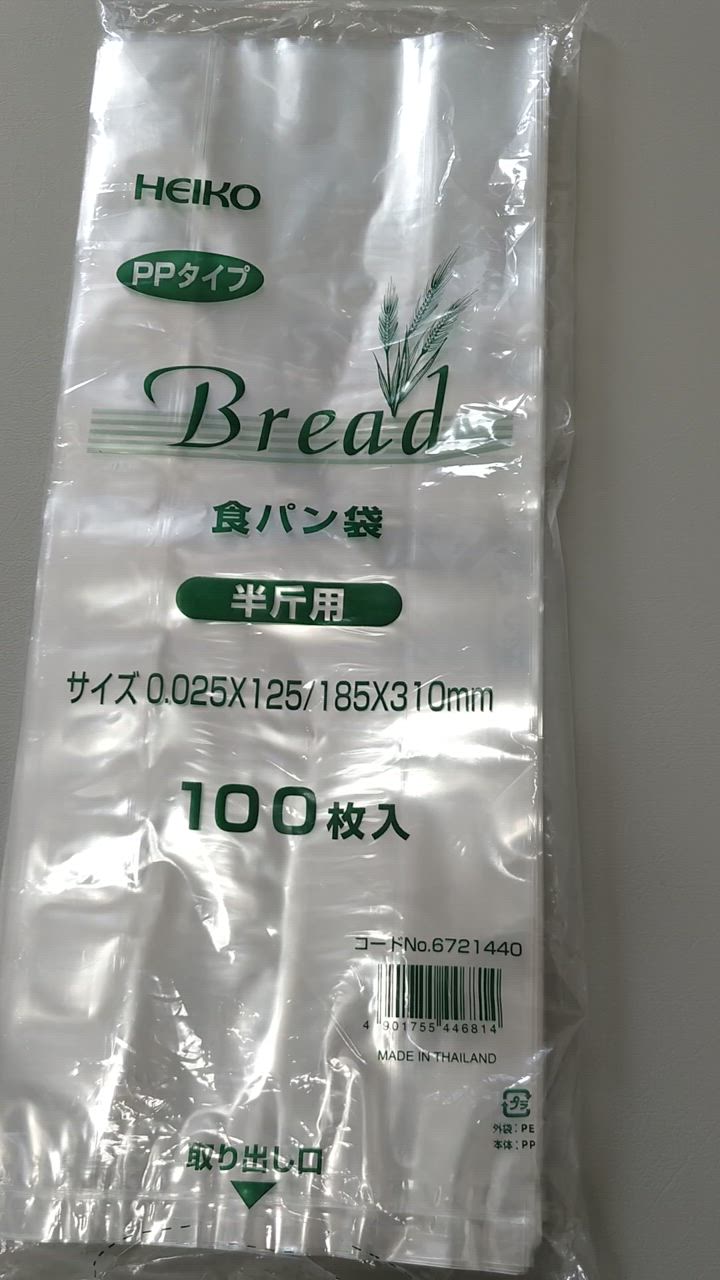 HEIKO
PPタイプ
Bread
食パン袋
半斤用
サイズ 0.025X125/185X310mm
100枚入
コードNo.6721440
4 901755 446814
MADE IN THAILAND
プラ
外袋：PE
本体：PP
取り出し口